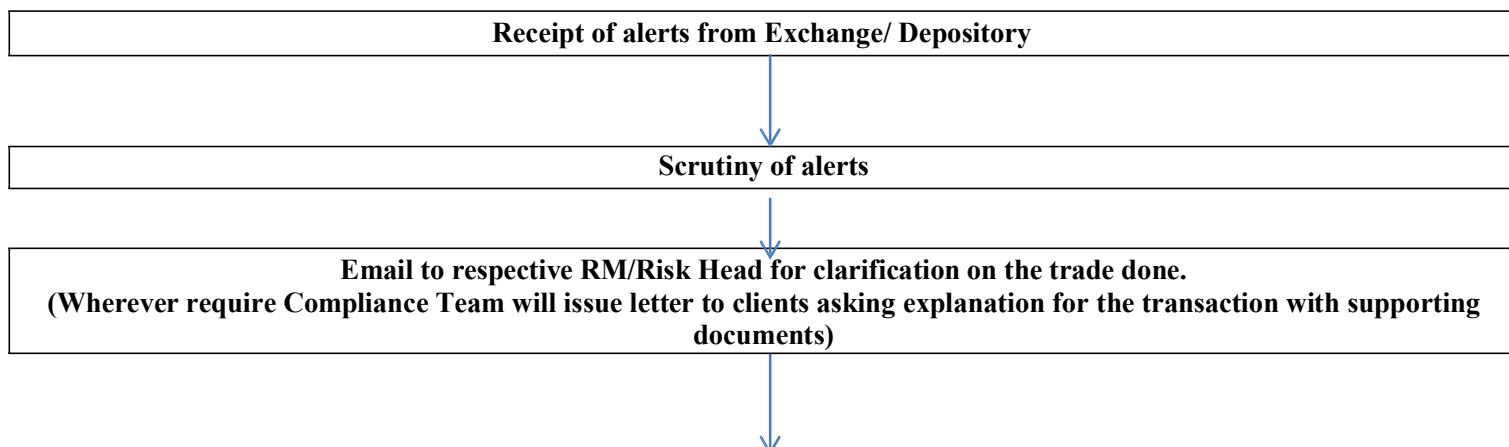 Receipt of alerts from Exchange/ Depository
Scrutiny of alerts
Email to respective RM/Risk Head for clarification on the trade done.
(Wherever require Compliance Team will issue letter to clients asking explanation for the transaction with supporting
documents)